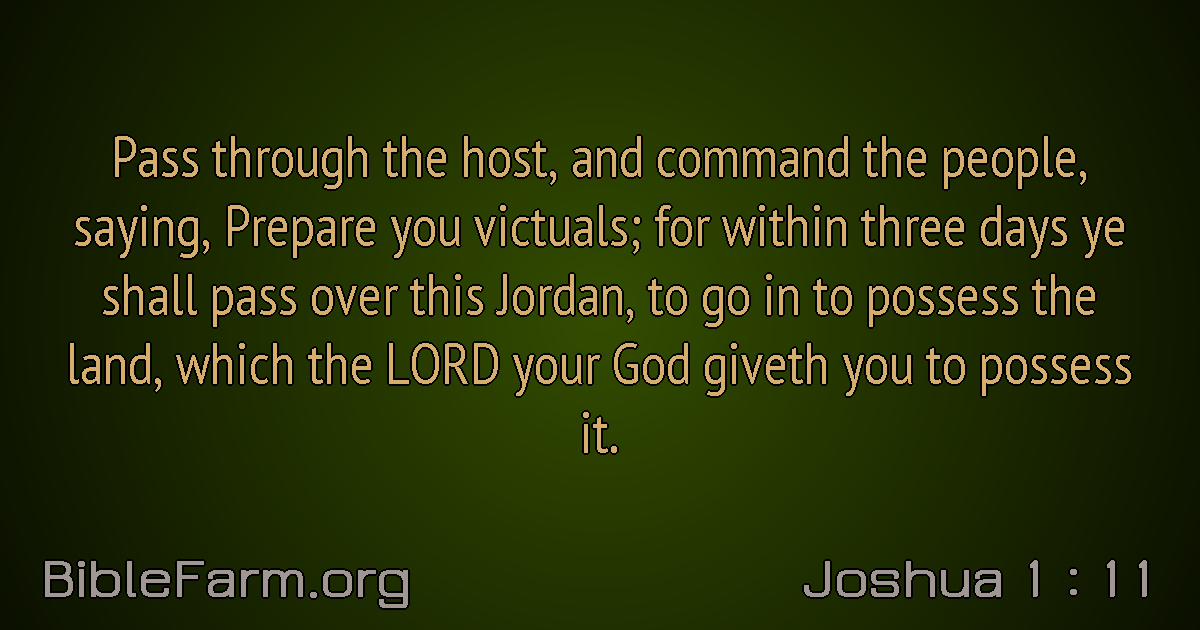 Pass through the host, and command the people,
saying, Prepare you victuals; for within three days ye
shall pass over this Jordan, to go in to possess the
land, which the LORD your God giveth you to possess
it.
BibleFarm.org
Joshua 1 : 11